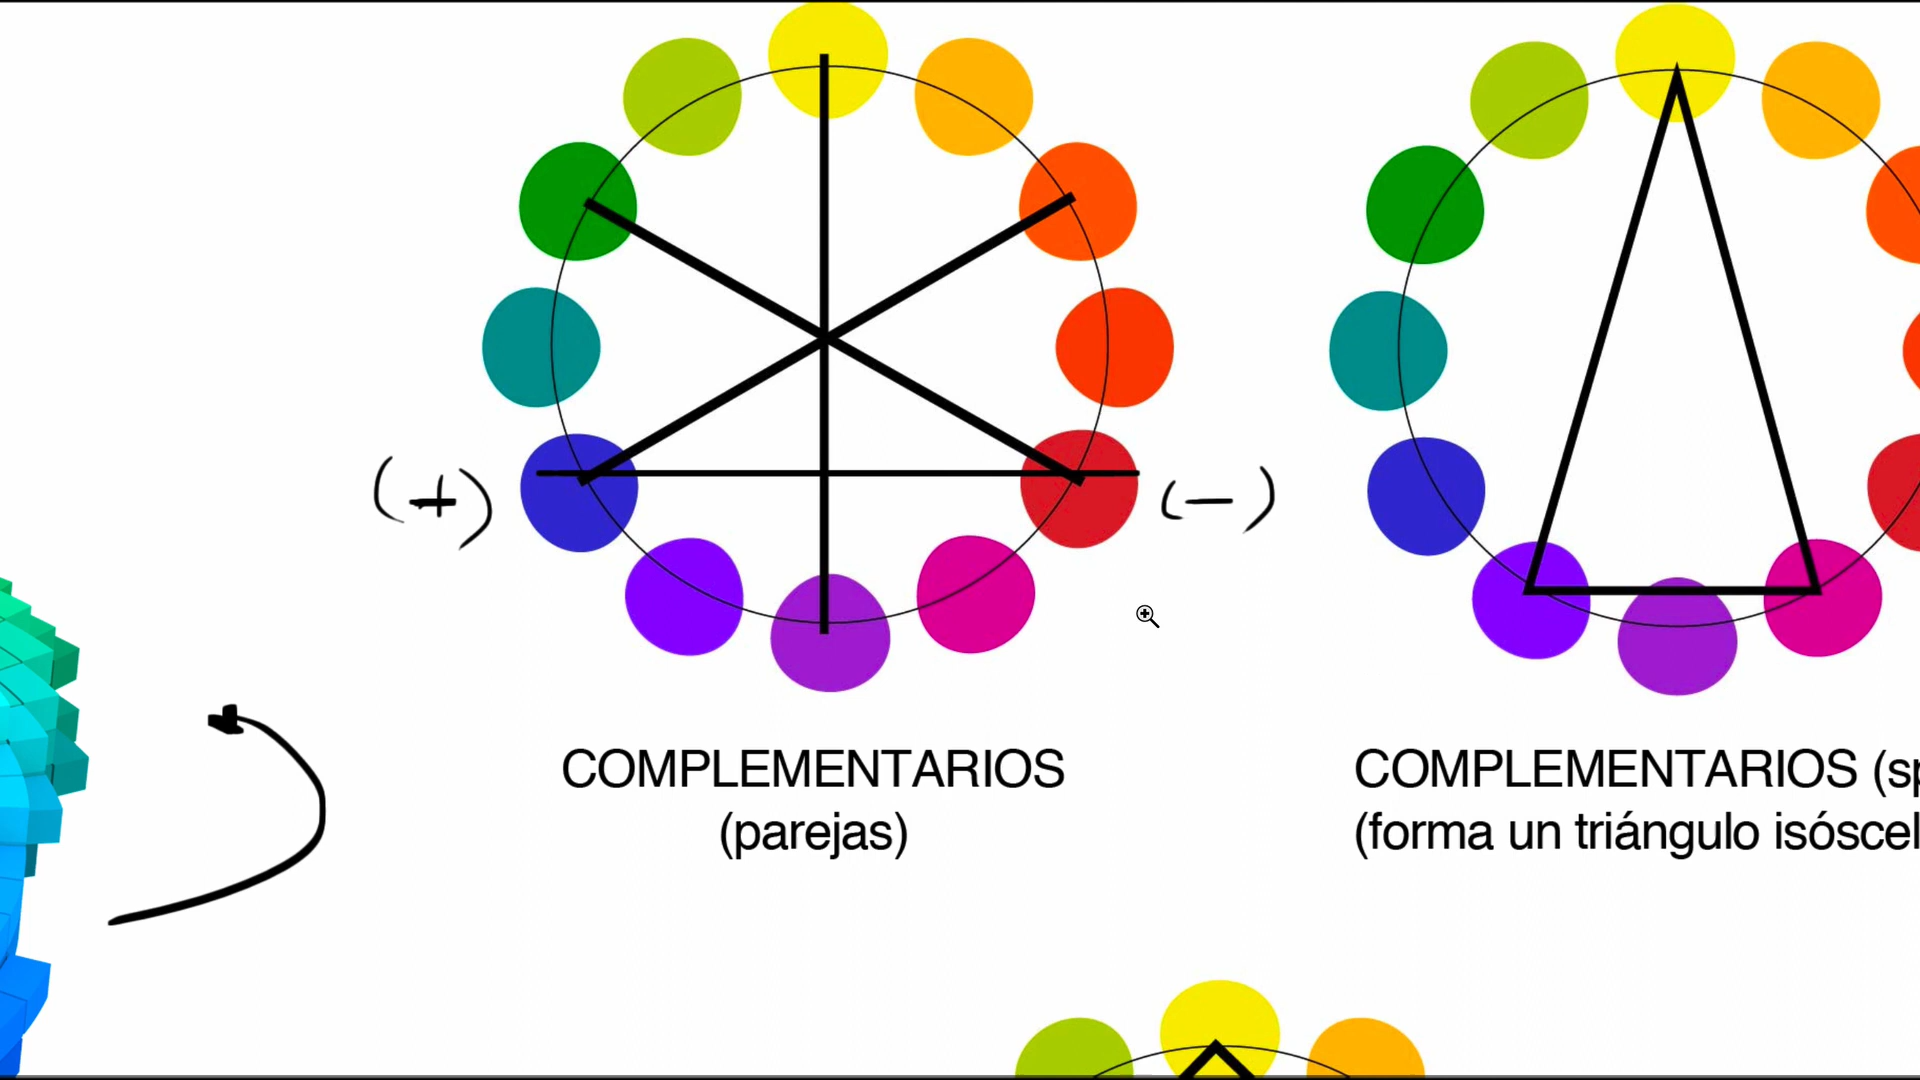 (+)
(-)
COMPLEMENTARIOS
(parejas)
COMPLEMENTARIOS (sp
(forma un triángulo isóscel